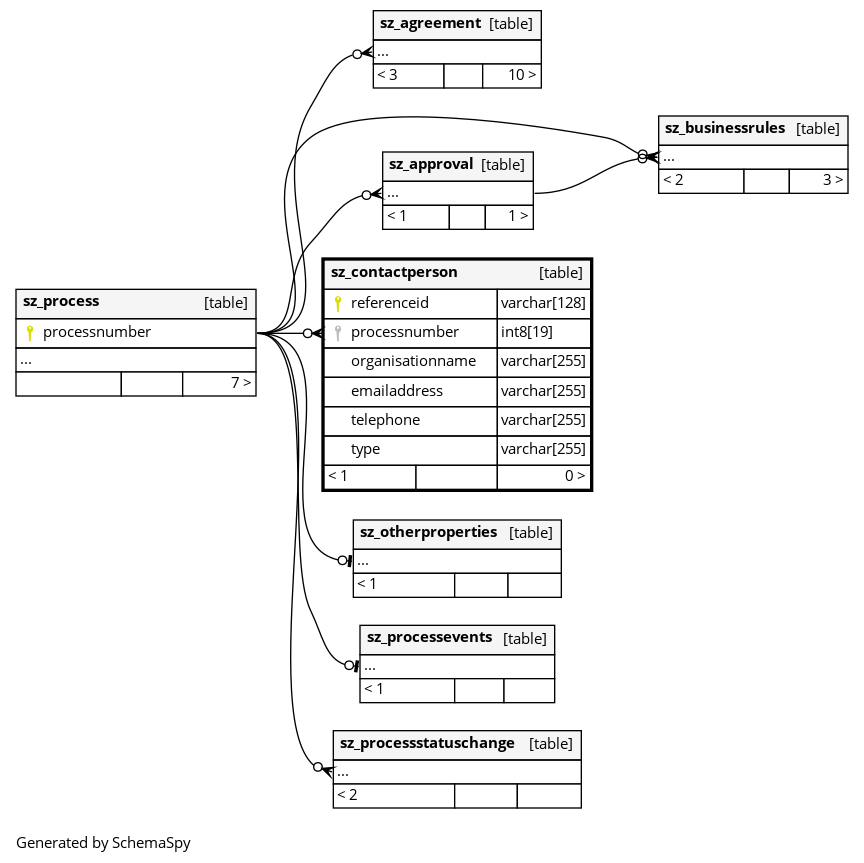 sz_agreement [table]
...
< 3 10 >
sz_businessrules [table]
...
< 2 3 >
sz_approval [table]
...
< 1 1 >
sz_contactperson [table]
referenceid varchar[128]
processnumber int8[19]
organisationname varchar[255]
emailaddress varchar[255]
telephone varchar[255]
type varchar[255]
< 1 0 >
sz_process [table]
processnumber
...
7 >
sz_otherproperties [table]
...
< 1
sz_processevents [table]
...
< 1
sz_processstatuschange [table]
...
< 2
Generated by SchemaSpy